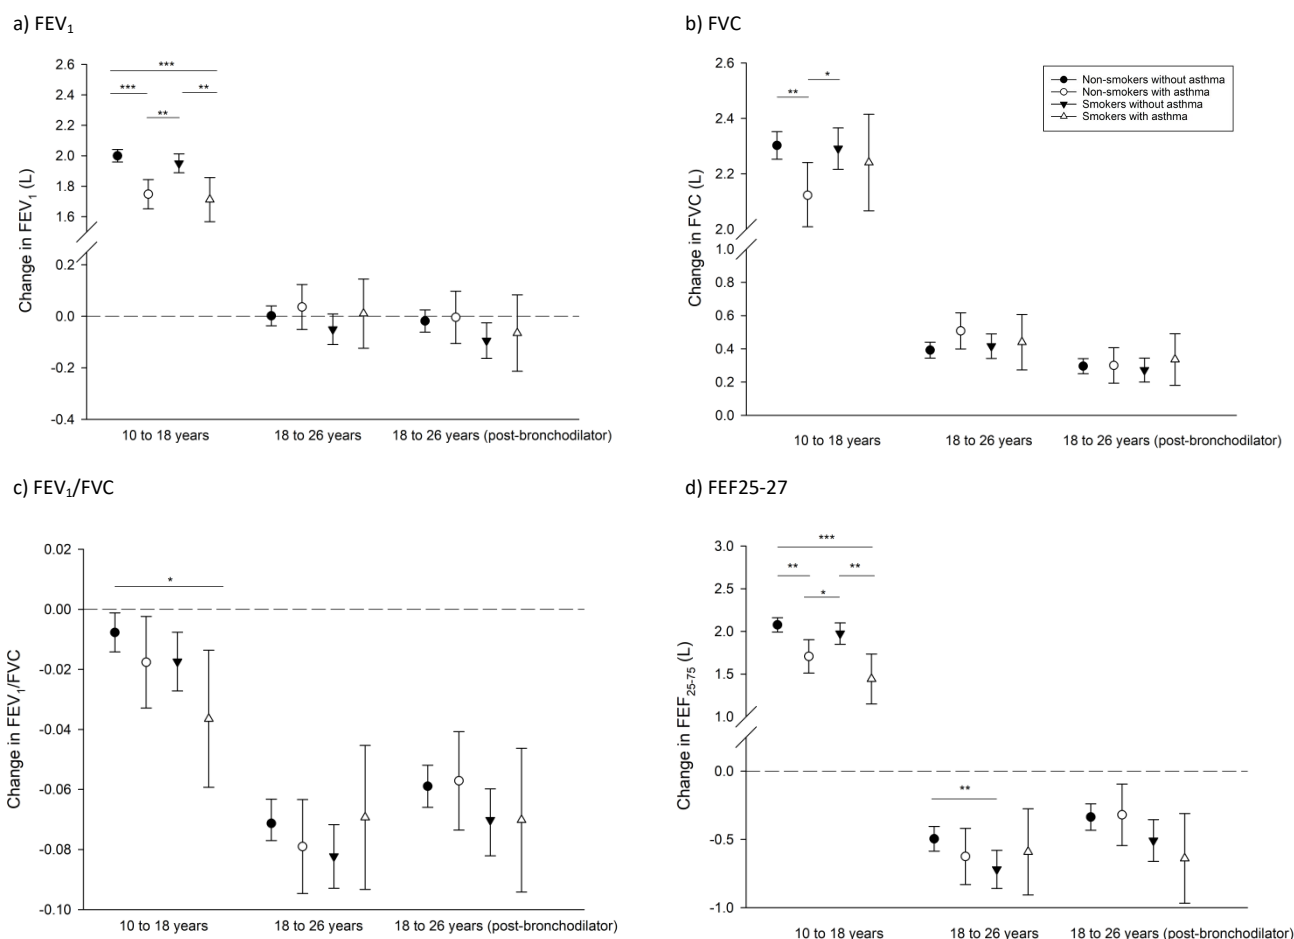 a) FEV₁
2.6
2.4
2.2
2.0
1.8
1.6
0.2
0.0
-0.2
-0.4
Change in FEV₁ (L)
***
*** **
**
10 to 18 years 18 to 26 years 18 to 26 years (post-bronchodilator)
b) FVC
2.6
2.4
2.2
2.0
1.0
0.8
0.6
0.4
0.2
0.0
Change in FVC (L)
*
**
Non-smokers without asthma
Non-smokers with asthma
Smokers without asthma
Smokers with asthma
10 to 18 years 18 to 26 years 18 to 26 years (post-bronchodilator)
c) FEV₁/FVC
0.02
0.00
-0.02
-0.04
-0.06
-0.08
-0.10
Change in FEV₁/FVC
*
10 to 18 years 18 to 26 years 18 to 26 years (post-bronchodilator)
d) FEF25-27
3.0
2.5
2.0
1.5
1.0
0.0
-0.5
-1.0
Change in FEF₂₅₋₇₅ (L)
***
** **
*
**
10 to 18 years 18 to 26 years 18 to 26 years (post-bronchodilator)